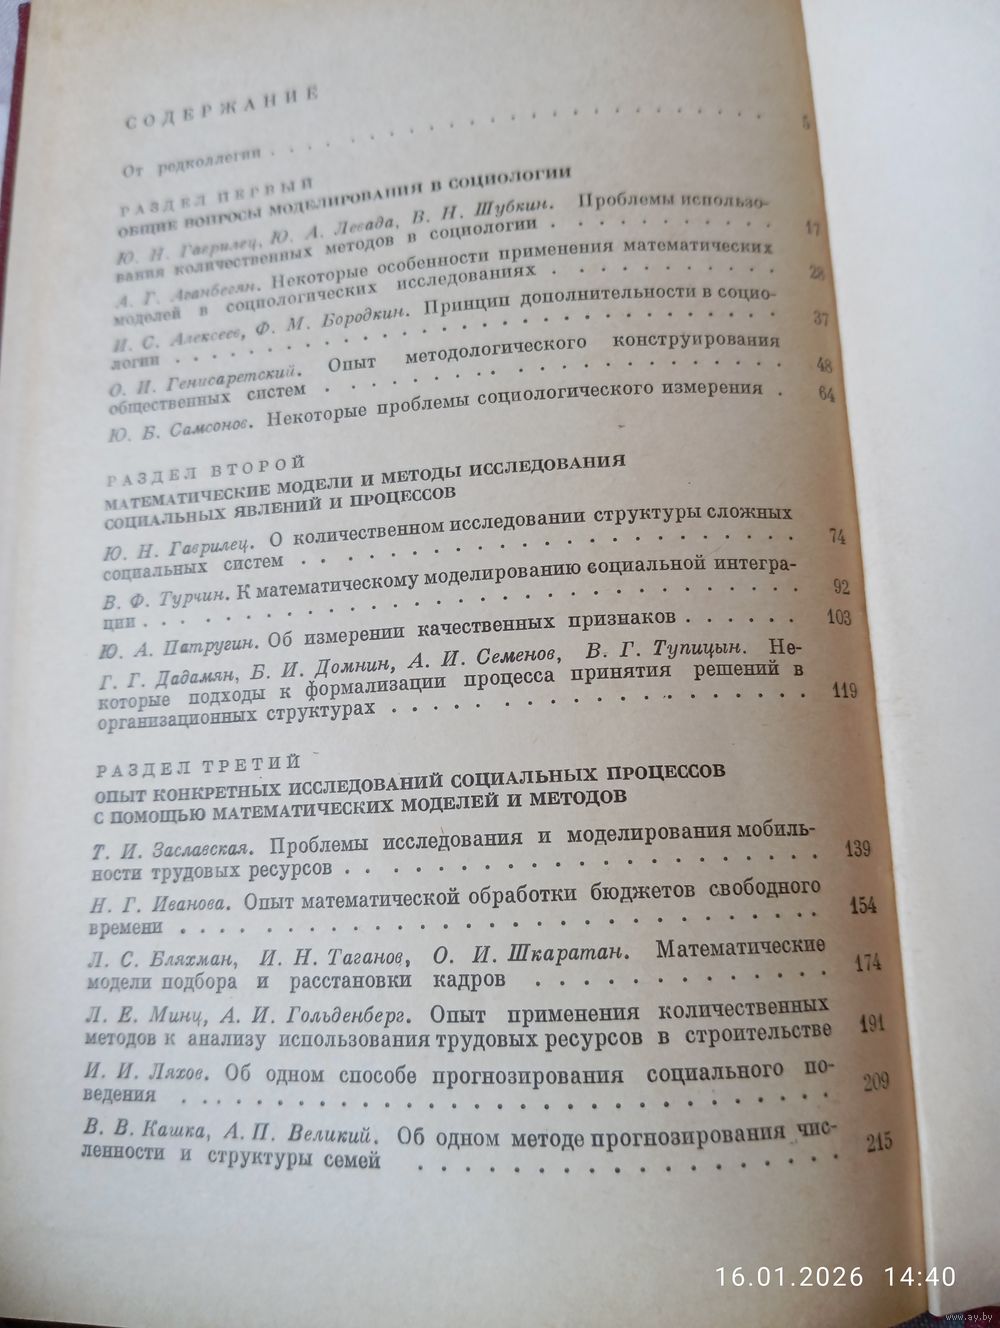 СОДЕРЖАНИЕ
От редколлегии . . . . . . . . . . . . . . . . . . 5
РАЗДЕЛ ПЕРВЫЙ
ОБЩИЕ ВОПРОСЫ МОДЕЛИРОВАНИЯ В СОЦИОЛОГИИ
Ю. Н. Гаврилец, Ю. А. Левада, В. Н. Шубкин. Проблемы использо-
вания количественных методов в социологии . . . . . . . . 17
А. Г. Аганбегян. Некоторые особенности применения математических
моделей в социологических исследованиях . . . . . . . . 28
И. С. Алексеев, Ф. М. Бородкин. Принцип дополнительности в социо-
логии . . . . . . . . . . . . . . . . . . 37
О. И. Генисаретский. Опыт методологического конструирования
общественных систем . . . . . . . . . . . . . . 48
Ю. Б. Самсонов. Некоторые проблемы социологического измерения . 64
РАЗДЕЛ ВТОРОЙ
МАТЕМАТИЧЕСКИЕ МОДЕЛИ И МЕТОДЫ ИССЛЕДОВАНИЯ
СОЦИАЛЬНЫХ ЯВЛЕНИЙ И ПРОЦЕССОВ
Ю. Н. Гаврилец. О количественном исследовании структуры сложных
социальных систем . . . . . . . . . . . . . . . 74
В. Ф. Турчин. К математическому моделированию социальной интегра-
ции . . . . . . . . . . . . . . . . . . . . 92
Ю. А. Патругин. Об измерении качественных признаков . . . . . . 103
Г. Г. Дадамян, Б. И. Домнин, А. И. Семенов, В. Г. Тупицын. Не-
которые подходы к формализации процесса принятия решений в
организационных структурах . . . . . . . . . . . . 119
РАЗДЕЛ ТРЕТИЙ
ОПЫТ КОНКРЕТНЫХ ИССЛЕДОВАНИЙ СОЦИАЛЬНЫХ ПРОЦЕССОВ
С ПОМОЩЬЮ МАТЕМАТИЧЕСКИХ МОДЕЛЕЙ И МЕТОДОВ
Т. И. Заславская. Проблемы исследования и моделирования мобиль-
ности трудовых ресурсов . . . . . . . . . . . . . 139
Н. Г. Иванова. Опыт математической обработки бюджетов свободного
времени . . . . . . . . . . . . . . . . . . 154
Л. С. Бляхман, И. Н. Таганов, О. И. Шкаратан. Математические
модели подбора и расстановки кадров . . . . . . . . . 174
Л. Е. Минц, А. И. Гольденберг. Опыт применения количественных
методов к анализу использования трудовых ресурсов в строительстве 191
И. И. Ляхов. Об одном способе прогнозирования социального по-
ведения . . . . . . . . . . . . . . . . . . 209
В. В. Кашка, А. П. Великий. Об одном методе прогнозирования чис-
ленности и структуры семей . . . . . . . . . . . . 215
16.01.2026 14:40
www.ay.by